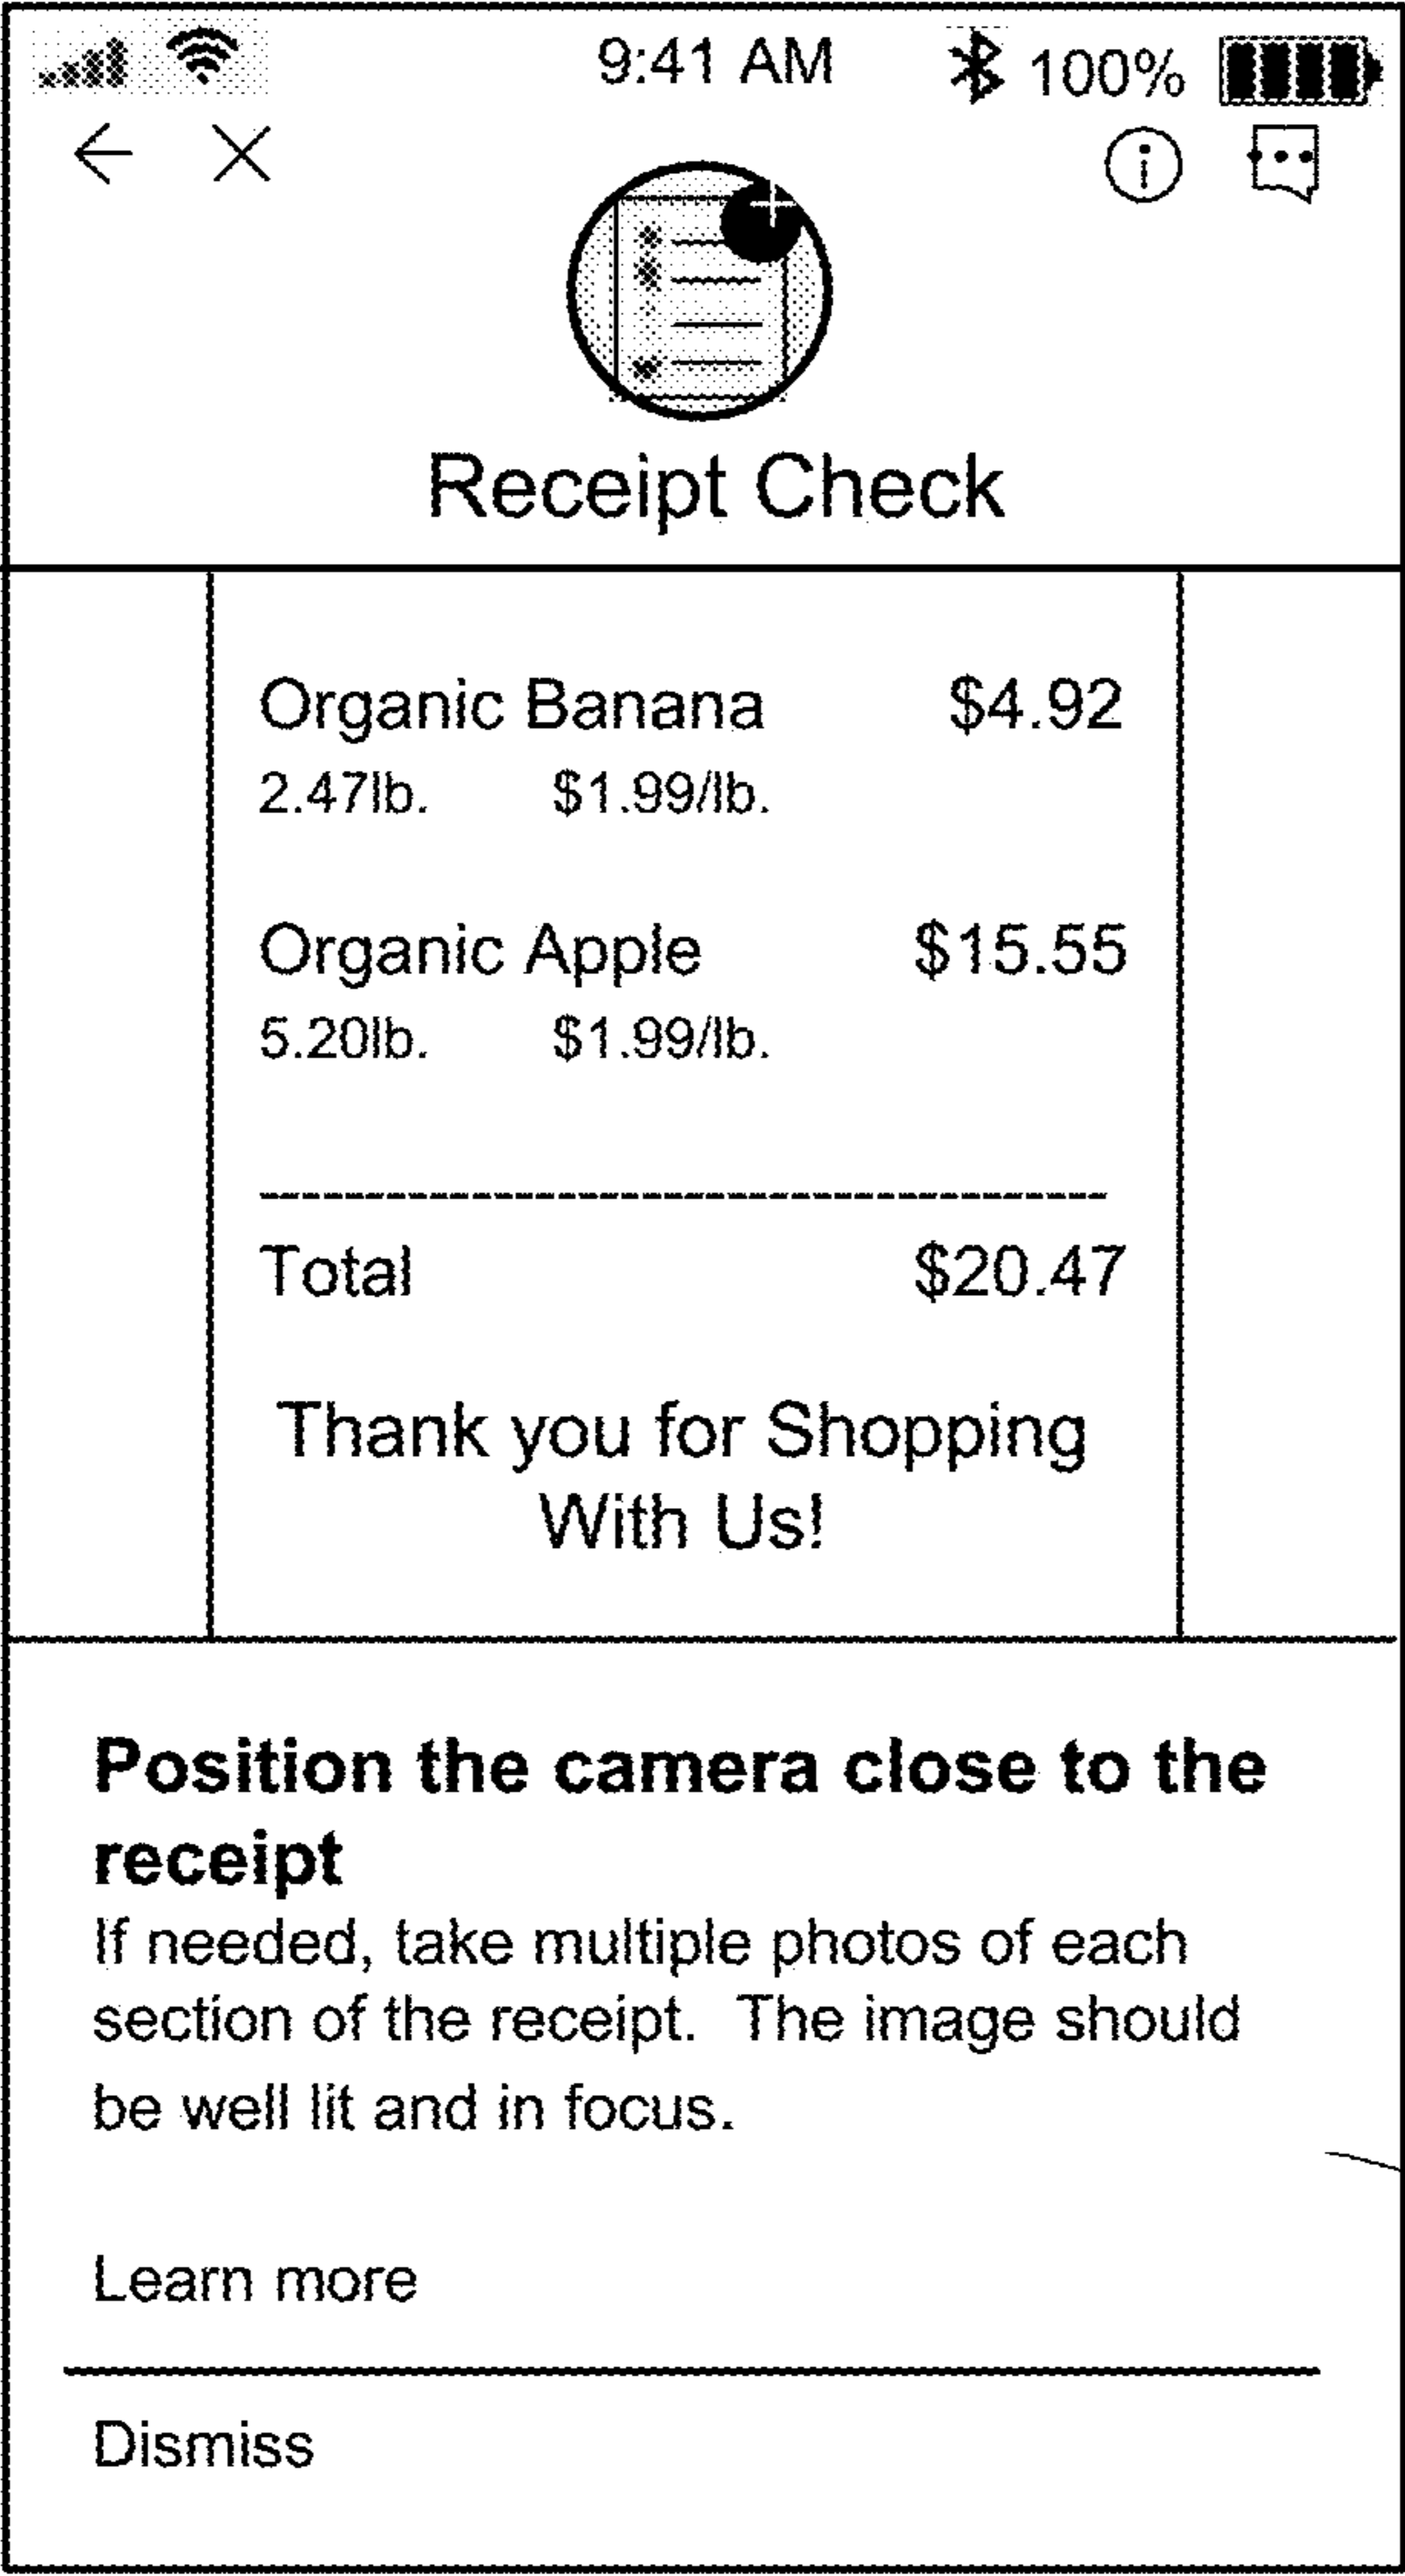 9:41 AM 100%
Receipt Check
Organic Banana $4.92
2.47lb. $1.99/lb.
Organic Apple $15.55
5.20lb. $1.99/lb.
Total $20.47
Thank you for Shopping
With Us!
Position the camera close to the
receipt
If needed, take multiple photos of each
section of the receipt. The image should
be well lit and in focus.
Learn more
Dismiss